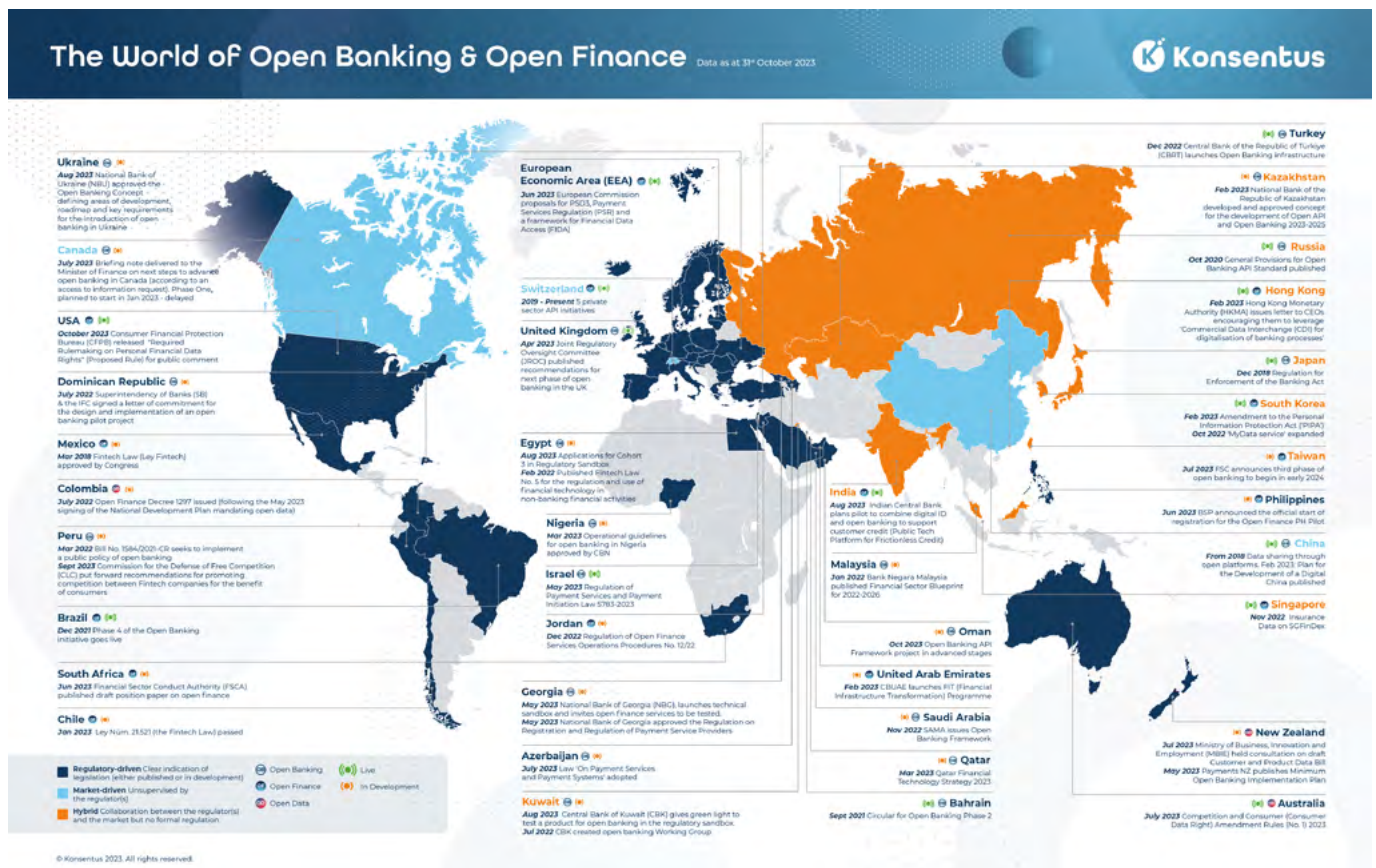 The World of Open Banking & Open Finance Data as at 31st October 2023
Konsentus
Ukraine
Aug 2023 National Bank of
Ukraine (NBU) approved the
Open Banking Concept -
defining areas of development,
roadmap and key requirements
for the introduction of open
banking in Ukraine
Canada
July 2023 Briefing note delivered to the
Minister of Finance on next steps to advance
open banking in Canada (according to an
access to information request). Phase One,
planned to start in Jan 2023 - delayed
USA
October 2023 Consumer Financial Protection
Bureau (CFPB) released "Required
Rulemaking on Personal Financial Data
Rights" (Proposed Rule) for public comment
Dominican Republic
July 2022 Superintendency of Banks (SB)
& the IFC signed a letter of commitment for
the design and implementation of an open
banking pilot project
Mexico
Mar 2018 Fintech Law (Ley Fintech)
approved by Congress
Colombia
July 2022 Open Finance Decree 1297 issued (following the May 2023
signing of the National Development Plan mandating open data)
Peru
Mar 2022 Bill No. 1584/2021-CR seeks to implement
a public policy of open banking
Sept 2023 Commission for the Defense of Free Competition
(CLC) put forward recommendations for promoting
competition between Fintech companies for the benefit
of consumers
Brazil
Dec 2021 Phase 4 of the Open Banking
initiative goes live
South Africa
Jun 2023 Financial Sector Conduct Authority (FSCA)
published draft position paper on open finance
Chile
Jan 2023 Ley Núm. 21.521 (the Fintech Law) passed
European
Economic Area (EEA)
Jun 2023 European Commission
proposals for PSD3, Payment
Services Regulation (PSR) and
a framework for Financial Data
Access (FIDA)
Switzerland
2019 - Present 5 private
sector API initiatives
United Kingdom
Apr 2023 Joint Regulatory
Oversight Committee
(JROC) published
recommendations for
next phase of open
banking in the UK
Egypt
Aug 2023 Applications for Cohort
3 in Regulatory Sandbox
Feb 2022 Published Fintech Law
No. 5 for the regulation and use of
financial technology in
non-banking financial activities
Nigeria
Mar 2023 Operational guidelines
for open banking in Nigeria
approved by CBN
Israel
May 2023 Regulation of
Payment Services and Payment
Initiation Law 5783-2023
Jordan
Dec 2022 Regulation of Open Finance
Services Operations Procedures No. 12/22
Georgia
May 2023 National Bank of Georgia (NBG), launches technical
sandbox and invites open finance services to be tested.
May 2023 National Bank of Georgia approved the Regulation on
Registration and Regulation of Payment Service Providers
Azerbaijan
July 2023 Law 'On Payment Services
and Payment Systems' adopted
Kuwait
Aug 2023 Central Bank of Kuwait (CBK) gives green light to
test a product for open banking in the regulatory sandbox.
Jul 2022 CBK created open banking Working Group
India
Aug 2023 Indian Central Bank
plans pilot to combine digital ID
and open banking to support
customer credit (Public Tech
Platform for Frictionless Credit)
Malaysia
Jan 2022 Bank Negara Malaysia
published Financial Sector Blueprint
for 2022-2026
Oman
Oct 2023 Open Banking API
Framework project in advanced stages
United Arab Emirates
Feb 2023 CBUAE launches FIT (Financial
Infrastructure Transformation) Programme
Saudi Arabia
Nov 2022 SAMA issues Open
Banking Framework
Qatar
Mar 2023 Qatar Financial
Technology Strategy 2023
Bahrain
Sept 2021 Circular for Open Banking Phase 2
Turkey
Dec 2022 Central Bank of the Republic of Türkiye
(CBRT) launches Open Banking infrastructure
Kazakhstan
Feb 2023 National Bank of the
Republic of Kazakhstan
developed and approved concept
for the development of Open API
and Open Banking 2023-2025
Russia
Oct 2020 General Provisions for Open
Banking API Standard published
Hong Kong
Feb 2023 Hong Kong Monetary
Authority (HKMA) issues letter to CEOs
encouraging them to leverage
'Commercial Data Interchange (CDI) for
digitalisation of banking processes'
Japan
Dec 2018 Regulation for
Enforcement of the Banking Act
South Korea
Feb 2023 Amendment to the Personal
Information Protection Act ('PIPA')
Oct 2022 'MyData service' expanded
Taiwan
Jul 2023 FSC announces third phase of
open banking to begin in early 2024
Philippines
Jun 2023 BSP announced the official start of
registration for the Open Finance PH Pilot
China
From 2018 Data sharing through
open platforms. Feb 2023: Plan for
the Development of a Digital
China published
Singapore
Nov 2022 Insurance
Data on SGFinDex
New Zealand
Jul 2023 Ministry of Business, Innovation and
Employment (MBIE) held consultation on draft
Customer and Product Data Bill
May 2023 Payments NZ publishes Minimum
Open Banking Implementation Plan
Australia
July 2023 Competition and Consumer (Consumer
Data Right) Amendment Rules (No. 1) 2023
Regulatory-driven Clear indication of
legislation (either published or in development)
Market-driven Unsupervised by
the regulator(s)
Hybrid Collaboration between the regulator(s)
and the market but no formal regulation
Open Banking
Open Finance
Open Data
Live
In Development
© Konsentus 2023. All rights reserved.